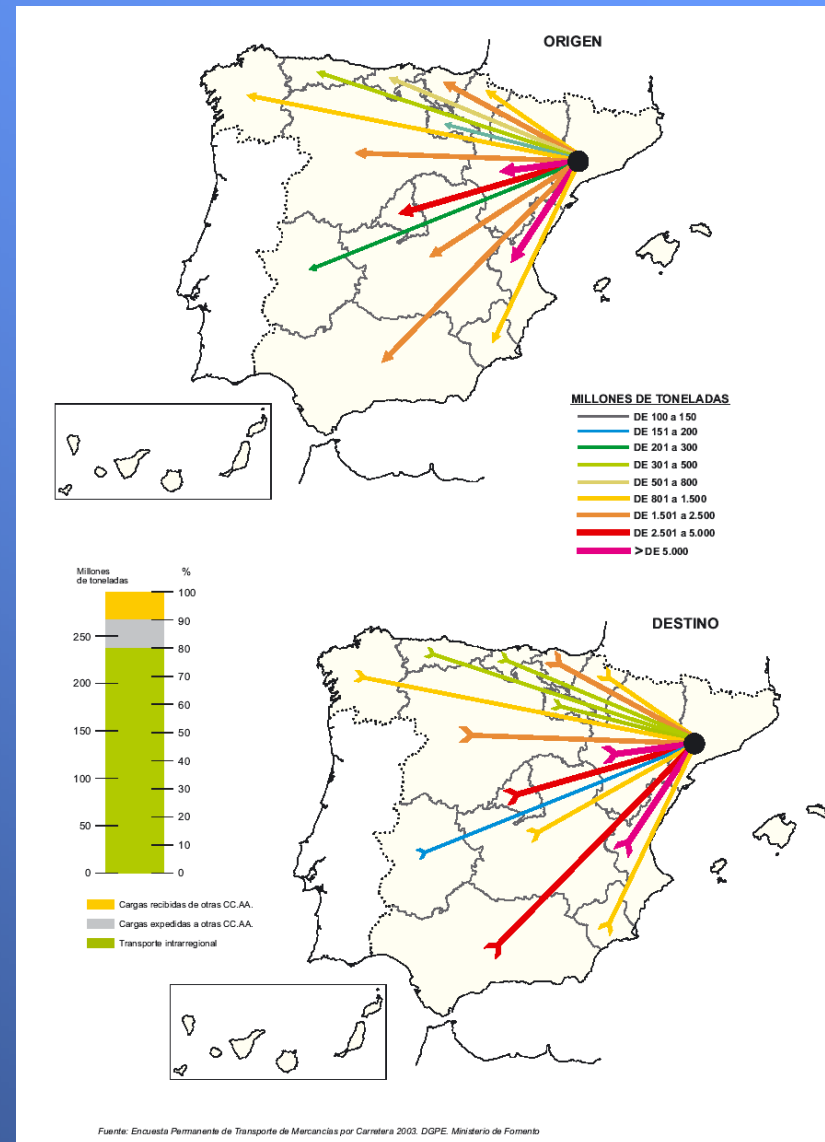 ORIGEN
MILLONES DE TONELADAS
DE 100 a 150
DE 151 a 200
DE 201 a 300
DE 301 a 500
DE 501 a 800
DE 801 a 1.500
DE 1.501 a 2.500
DE 2.501 a 5.000
> DE 5.000
Millones
de toneladas
%
100
90
80
70
60
50
40
30
20
10
0
250
200
150
100
50
0
Cargas recibidas de otras CC.AA.
Cargas expedidas a otras CC.AA.
Transporte intrarregional
DESTINO
Fuente: Encuesta Permanente de Transporte de Mercancías por Carretera 2003. DGPE. Ministerio de Fomento